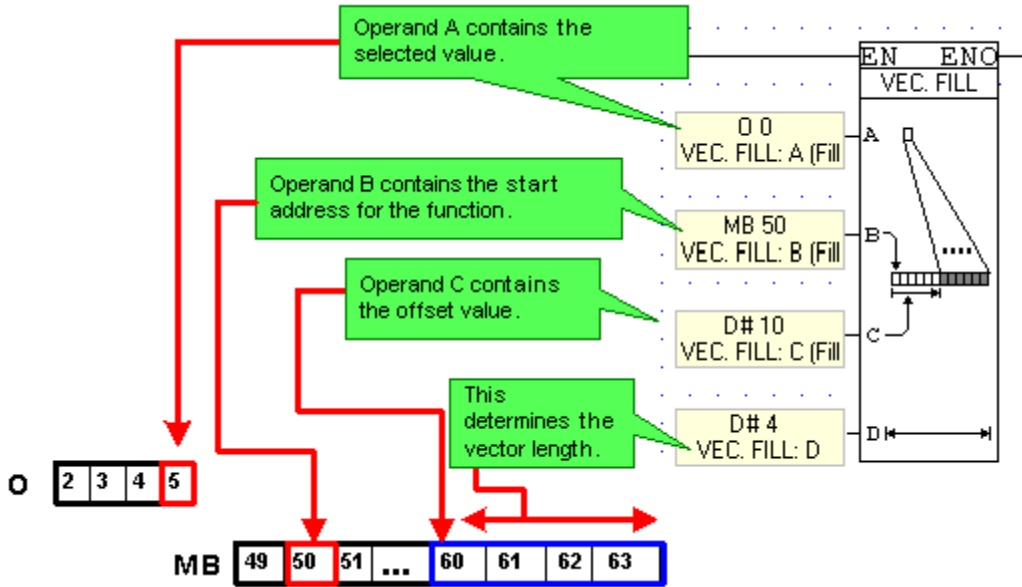 Operand A contains the
selected value.
EN ENO
VEC. FILL
O 0
VEC. FILL: A (Fill
A
Operand B contains the start
address for the function.
MB 50
VEC. FILL: B (Fill
B
Operand C contains
the offset value.
D# 10
VEC. FILL: C (Fill
C
This
determines the
vector length.
D# 4
VEC. FILL: D
D
O 2 3 4 5
MB 49 50 51 ... 60 61 62 63